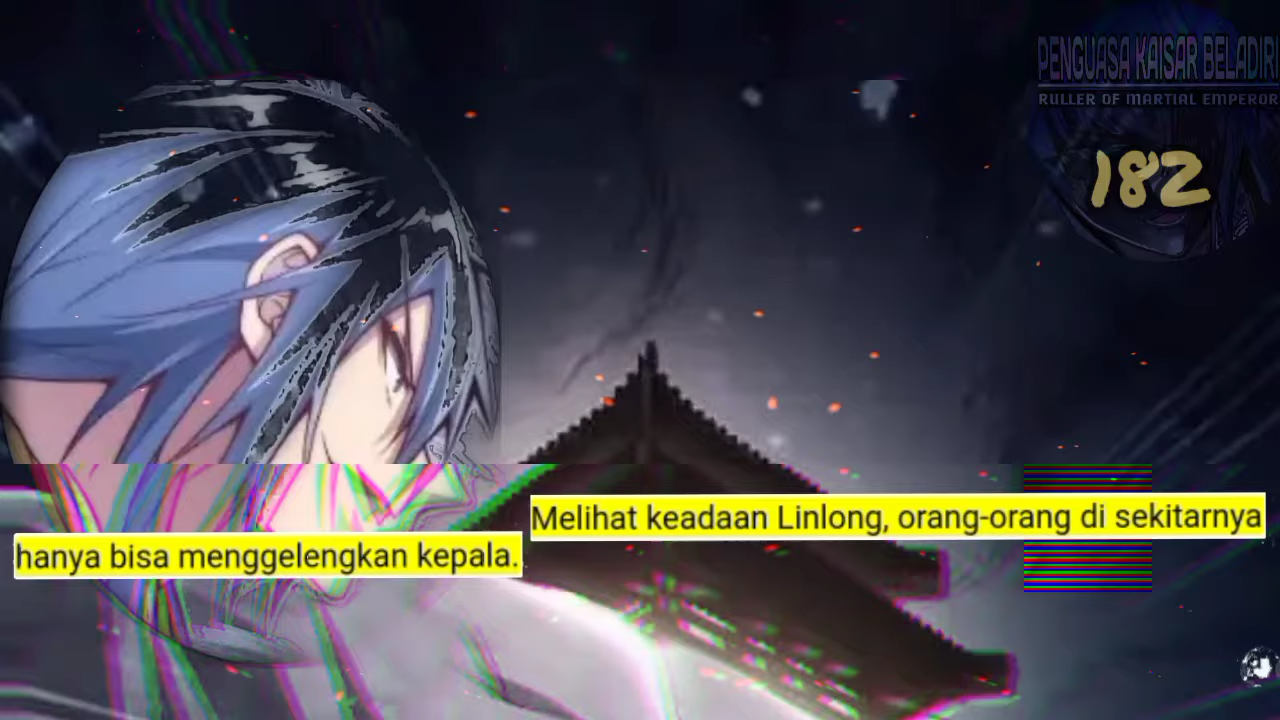 PENGUASA KAISAR BELADIRI
RULLER OF MARTIAL EMPEROR
182
Melihat keadaan Linlong, orang-orang di sekitarnya
hanya bisa menggelengkan kepala.